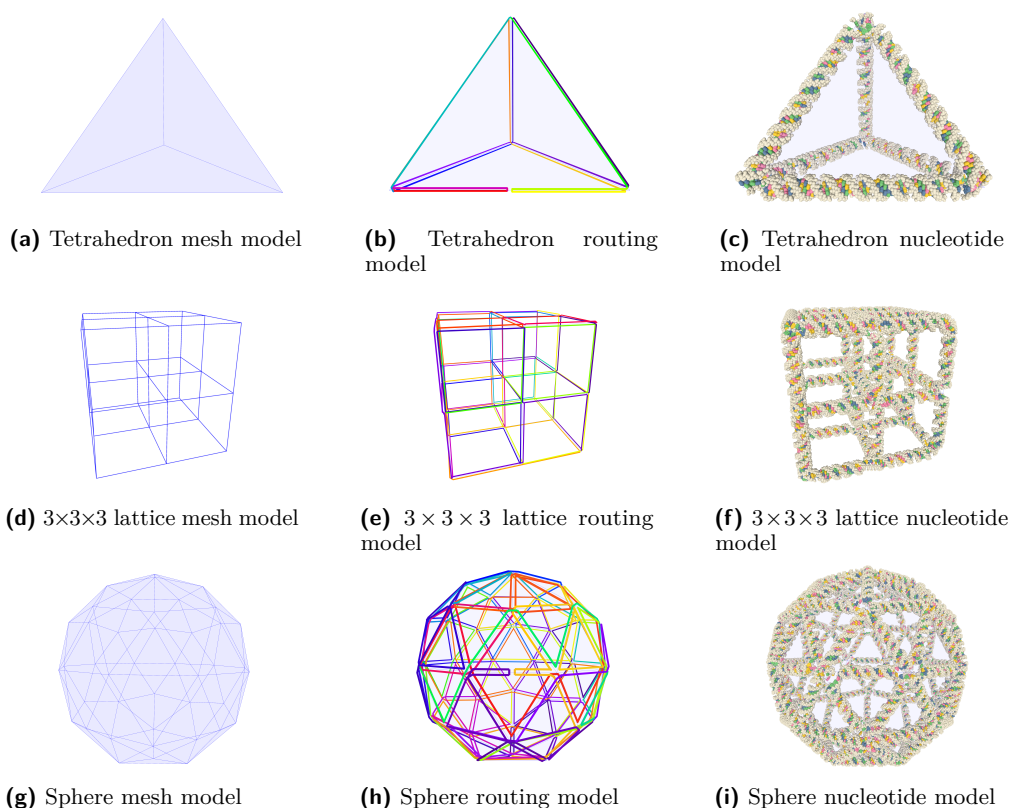 (a) Tetrahedron mesh model
(b) Tetrahedron routing
model
(c) Tetrahedron nucleotide
model
(d) 3×3×3 lattice mesh model
(e) 3 × 3 × 3 lattice routing
model
(f) 3×3×3 lattice nucleotide
model
(g) Sphere mesh model
(h) Sphere routing model
(i) Sphere nucleotide model